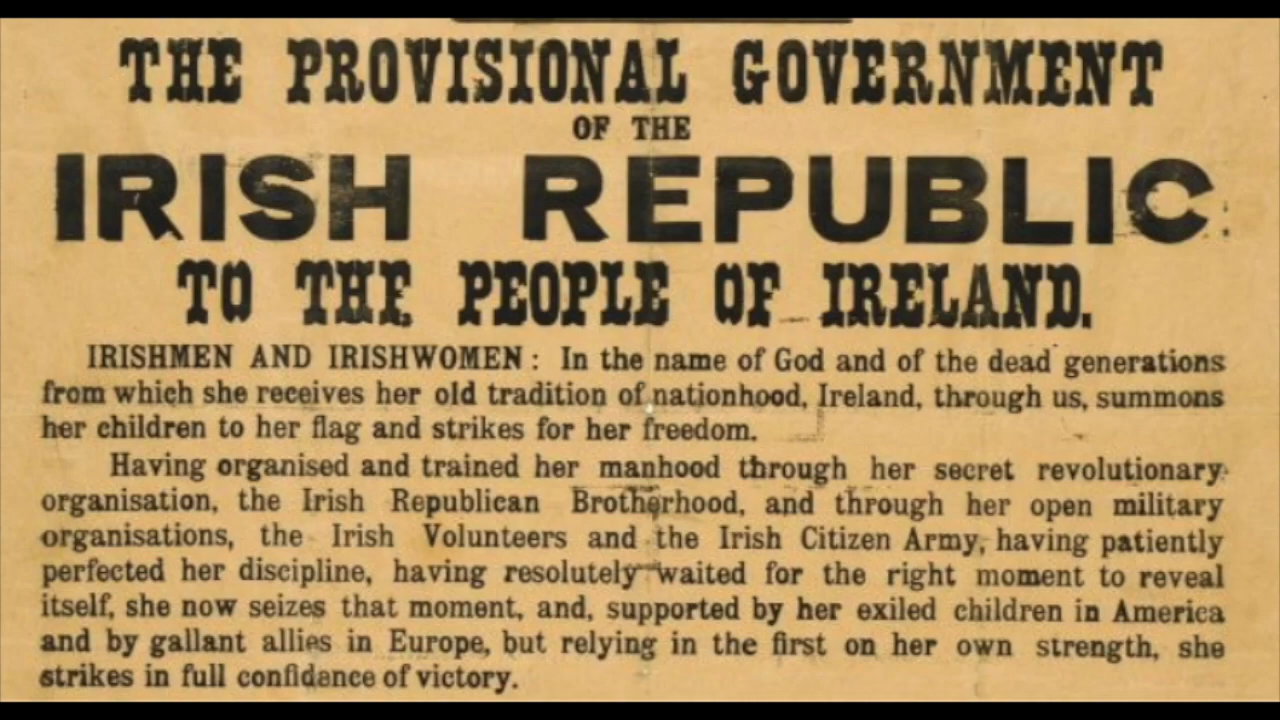 THE PROVISIONAL GOVERNMENT
OF THE
IRISH REPUBLIC
TO THE PEOPLE OF IRELAND.
IRISHMEN AND IRISHWOMEN : In the name of God and of the dead generations
from which she receives her old tradition of nationhood, Ireland, through us, summons
her children to her flag and strikes for her freedom.
Having organised and trained her manhood through her secret revolutionary
organisation, the Irish Republican Brotherhood, and through her open military
organisations, the Irish Volunteers and the Irish Citizen Army, having patiently
perfected her discipline, having resolutely waited for the right moment to reveal
itself, she now seizes that moment, and, supported by her exiled children in America
and by gallant allies in Europe, but relying in the first on her own strength, she
strikes in full confidence of victory.